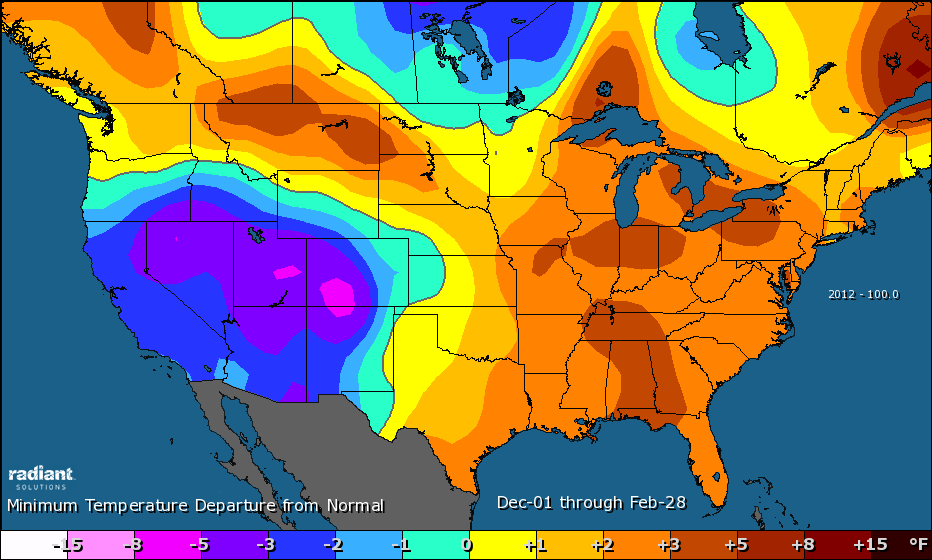 2012 - 100.0
radiant
SOLUTIONS
Minimum Temperature Departure from Normal
Dec-01 through Feb-28
-15 -8 -5 -3 -2 -1 0 +1 +2 +3 +5 +8 +15 °F